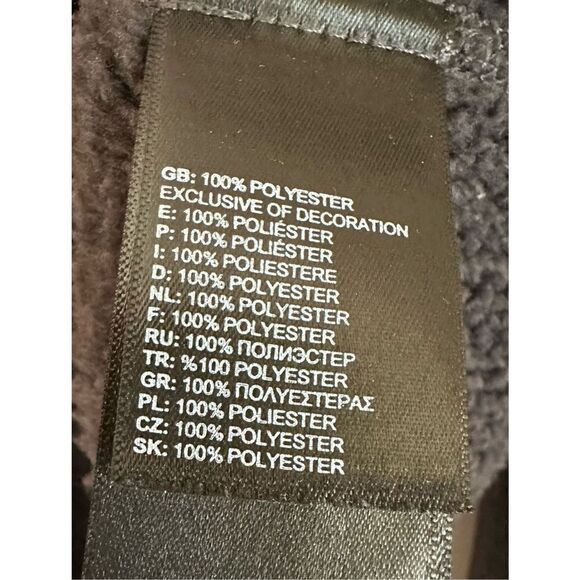 GB: 100% POLYESTER
EXCLUSIVE OF DECORATION
E: 100% POLIÉSTER
P: 100% POLIÉSTER
I: 100% POLIESTERE
D: 100% POLYESTER
NL: 100% POLYESTER
F: 100% POLYESTER
RU: 100% ПОЛИЭСТЕР
TR: %100 POLYESTER
GR: 100% ΠΟΛΥΕΣΤΕΡΑΣ
PL: 100% POLIESTER
CZ: 100% POLYESTER
SK: 100% POLYESTER